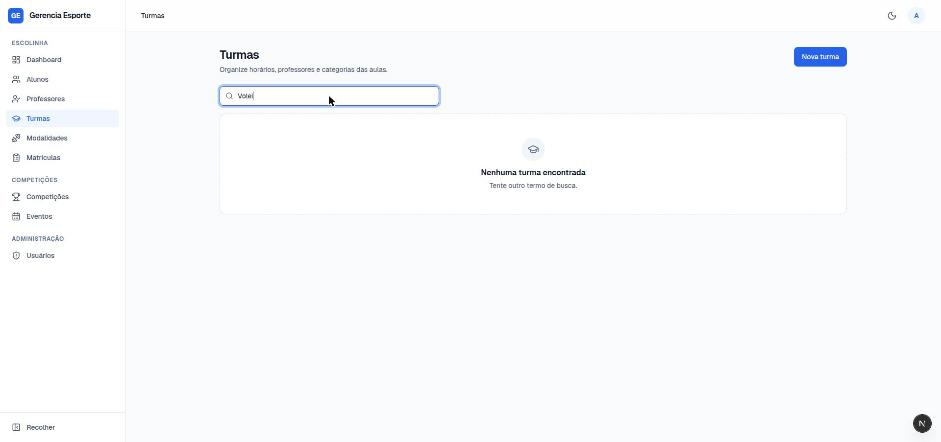 GE Gerencia Esporte
Turmas
A
ESCOLINHA
Dashboard
Alunos
Professores
Turmas
Modalidades
Matrículas
COMPETIÇÕES
Competições
Eventos
ADMINISTRAÇÃO
Usuários
Recolher
Turmas
Organize horários, professores e categorias das aulas.
Nova turma
Volei
Nenhuma turma encontrada
Tente outro termo de busca.
N